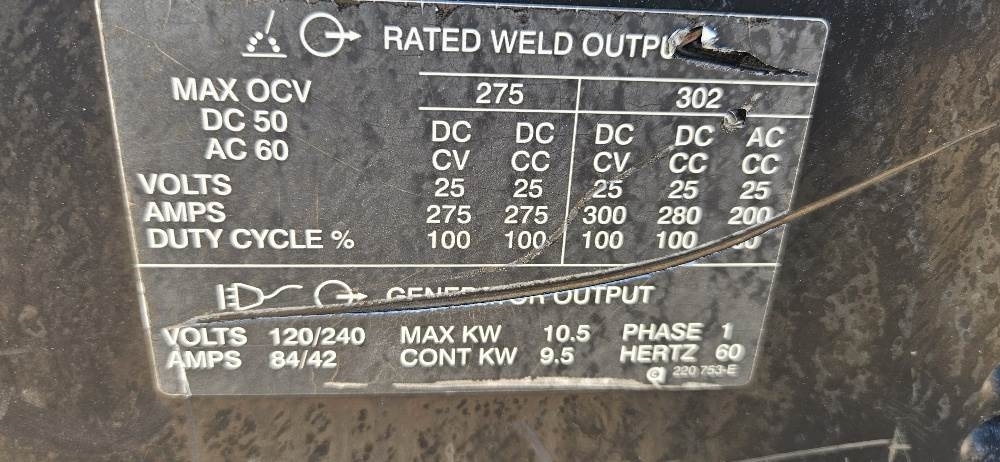 RATED WELD OUTPU
275 302
MAX OCV
DC 50
AC 60
DC DC DC DC AC
CV CC CV CC CC
VOLTS 25 25 25 25 25
AMPS 275 275 300 280 200
DUTY CYCLE % 100 100 100 100
OUTPUT
VOLTS 120/240 MAX KW 10.5 PHASE 1
AMPS 84/42 CONT KW 9.5 HERTZ 60
220 753-E